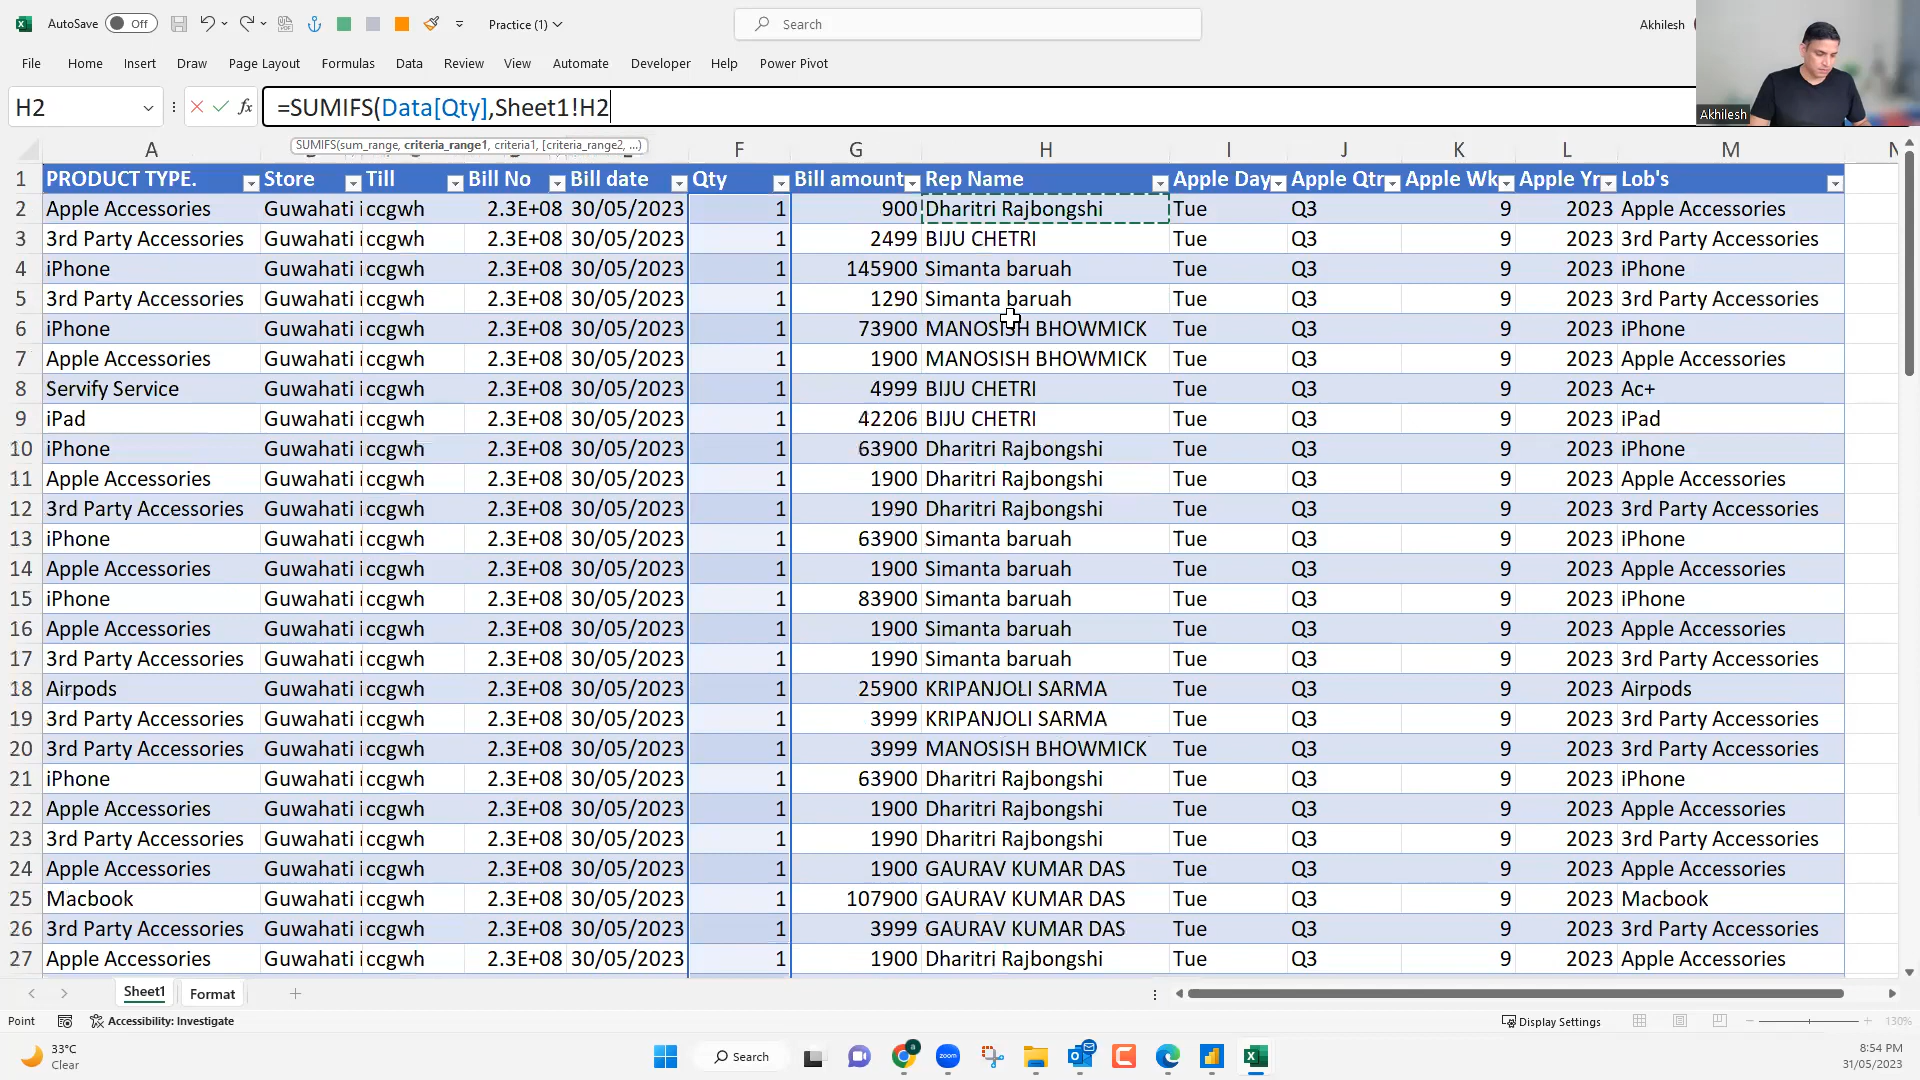 AutoSave Off Practice (1) Search Akhilesh
File Home Insert Draw Page Layout Formulas Data Review View Automate Developer Help Power Pivot
H2 fx =SUMIFS(Data[Qty],Sheet1!H2
Akhilesh
SUMIFS(sum_range, criteria_range1, criteria1, [criteria_range2, ...)
A G H I J K L M N
1 PRODUCT TYPE. Store Till Bill No Bill date Qty Bill amount Rep Name Apple Day Apple Qtr Apple Wk Apple Yr Lob's
2 Apple Accessories Guwahati i ccgwh 2.3E+08 30/05/2023 1 900 Dharitri Rajbongshi Tue Q3 9 2023 Apple Accessories
3 3rd Party Accessories Guwahati i ccgwh 2.3E+08 30/05/2023 1 2499 BIJU CHETRI Tue Q3 9 2023 3rd Party Accessories
4 iPhone Guwahati i ccgwh 2.3E+08 30/05/2023 1 145900 Simanta baruah Tue Q3 9 2023 iPhone
5 3rd Party Accessories Guwahati i ccgwh 2.3E+08 30/05/2023 1 1290 Simanta baruah Tue Q3 9 2023 3rd Party Accessories
6 iPhone Guwahati i ccgwh 2.3E+08 30/05/2023 1 73900 MANOSISH BHOWMICK Tue Q3 9 2023 iPhone
7 Apple Accessories Guwahati i ccgwh 2.3E+08 30/05/2023 1 1900 MANOSISH BHOWMICK Tue Q3 9 2023 Apple Accessories
8 Servify Service Guwahati i ccgwh 2.3E+08 30/05/2023 1 4999 BIJU CHETRI Tue Q3 9 2023 Ac+
9 iPad Guwahati i ccgwh 2.3E+08 30/05/2023 1 42206 BIJU CHETRI Tue Q3 9 2023 iPad
10 iPhone Guwahati i ccgwh 2.3E+08 30/05/2023 1 63900 Dharitri Rajbongshi Tue Q3 9 2023 iPhone
11 Apple Accessories Guwahati i ccgwh 2.3E+08 30/05/2023 1 1900 Dharitri Rajbongshi Tue Q3 9 2023 Apple Accessories
12 3rd Party Accessories Guwahati i ccgwh 2.3E+08 30/05/2023 1 1990 Dharitri Rajbongshi Tue Q3 9 2023 3rd Party Accessories
13 iPhone Guwahati i ccgwh 2.3E+08 30/05/2023 1 63900 Simanta baruah Tue Q3 9 2023 iPhone
14 Apple Accessories Guwahati i ccgwh 2.3E+08 30/05/2023 1 1900 Simanta baruah Tue Q3 9 2023 Apple Accessories
15 iPhone Guwahati i ccgwh 2.3E+08 30/05/2023 1 83900 Simanta baruah Tue Q3 9 2023 iPhone
16 Apple Accessories Guwahati i ccgwh 2.3E+08 30/05/2023 1 1900 Simanta baruah Tue Q3 9 2023 Apple Accessories
17 3rd Party Accessories Guwahati i ccgwh 2.3E+08 30/05/2023 1 1990 Simanta baruah Tue Q3 9 2023 3rd Party Accessories
18 Airpods Guwahati i ccgwh 2.3E+08 30/05/2023 1 25900 KRIPANJOLI SARMA Tue Q3 9 2023 Airpods
19 3rd Party Accessories Guwahati i ccgwh 2.3E+08 30/05/2023 1 3999 KRIPANJOLI SARMA Tue Q3 9 2023 3rd Party Accessories
20 3rd Party Accessories Guwahati i ccgwh 2.3E+08 30/05/2023 1 3999 MANOSISH BHOWMICK Tue Q3 9 2023 3rd Party Accessories
21 iPhone Guwahati i ccgwh 2.3E+08 30/05/2023 1 63900 Dharitri Rajbongshi Tue Q3 9 2023 iPhone
22 Apple Accessories Guwahati i ccgwh 2.3E+08 30/05/2023 1 1900 Dharitri Rajbongshi Tue Q3 9 2023 Apple Accessories
23 3rd Party Accessories Guwahati i ccgwh 2.3E+08 30/05/2023 1 1990 Dharitri Rajbongshi Tue Q3 9 2023 3rd Party Accessories
24 Apple Accessories Guwahati i ccgwh 2.3E+08 30/05/2023 1 1900 GAURAV KUMAR DAS Tue Q3 9 2023 Apple Accessories
25 Macbook Guwahati i ccgwh 2.3E+08 30/05/2023 1 107900 GAURAV KUMAR DAS Tue Q3 9 2023 Macbook
26 3rd Party Accessories Guwahati i ccgwh 2.3E+08 30/05/2023 1 3999 GAURAV KUMAR DAS Tue Q3 9 2023 3rd Party Accessories
27 Apple Accessories Guwahati i ccgwh 2.3E+08 30/05/2023 1 1900 Dharitri Rajbongshi Tue Q3 9 2023 Apple Accessories
Sheet1 Format
Point Accessibility: Investigate Display Settings 130%
33°C
Clear
Search
8:54 PM
31/05/2023